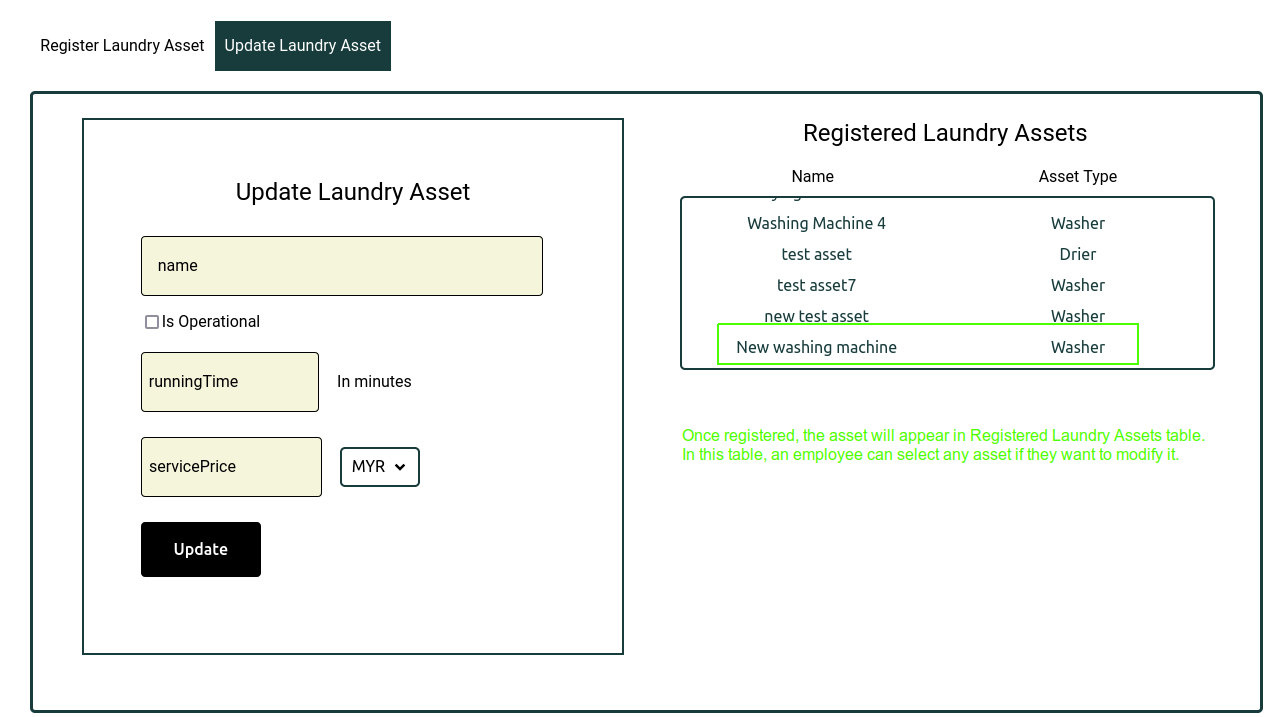 Register Laundry Asset Update Laundry Asset
Update Laundry Asset
name
Is Operational
runningTime In minutes
servicePrice MYR
Update
Registered Laundry Assets
Name Asset Type
Washing Machine 4 Washer
test asset Drier
test asset7 Washer
new test asset Washer
New washing machine Washer
Once registered, the asset will appear in Registered Laundry Assets table.
In this table, an employee can select any asset if they want to modify it.